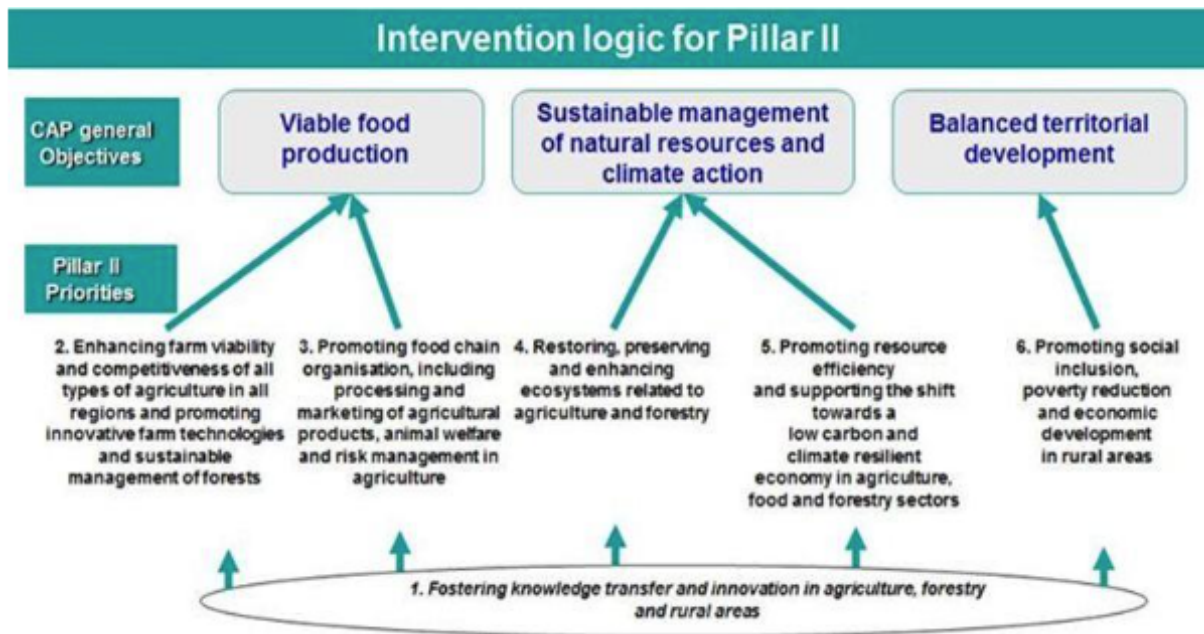 Intervention logic for Pillar II
CAP general
Objectives
Viable food
production
Sustainable management
of natural resources and
climate action
Balanced territorial
development
Pillar II
Priorities
2. Enhancing farm viability
and competitiveness of all
types of agriculture in all
regions and promoting
innovative farm technologies
and sustainable
management of forests
3. Promoting food chain
organisation, including
processing and
marketing of agricultural
products, animal welfare
and risk management in
agriculture
4. Restoring, preserving
and enhancing
ecosystems related to
agriculture and forestry
5. Promoting resource
efficiency
and supporting the shift
towards a
low carbon and
climate resilient
economy in agriculture,
food and forestry sectors
6. Promoting social
inclusion,
poverty reduction
and economic
development
in rural areas
1. Fostering knowledge transfer and innovation in agriculture, forestry
and rural areas